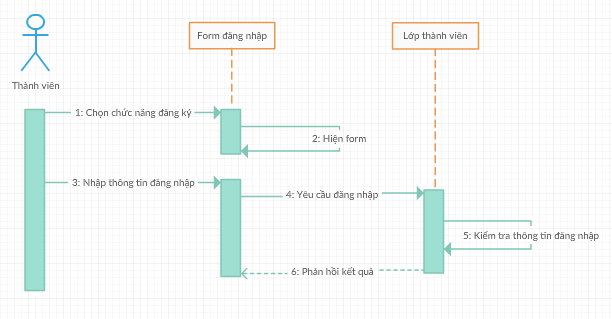 Form đăng nhập
Lớp thành viên
Thành viên
1: Chọn chức năng đăng ký
2: Hiện form
3: Nhập thông tin đăng nhập
4: Yêu cầu đăng nhập
5: Kiểm tra thông tin đăng nhập
6: Phản hồi kết quả